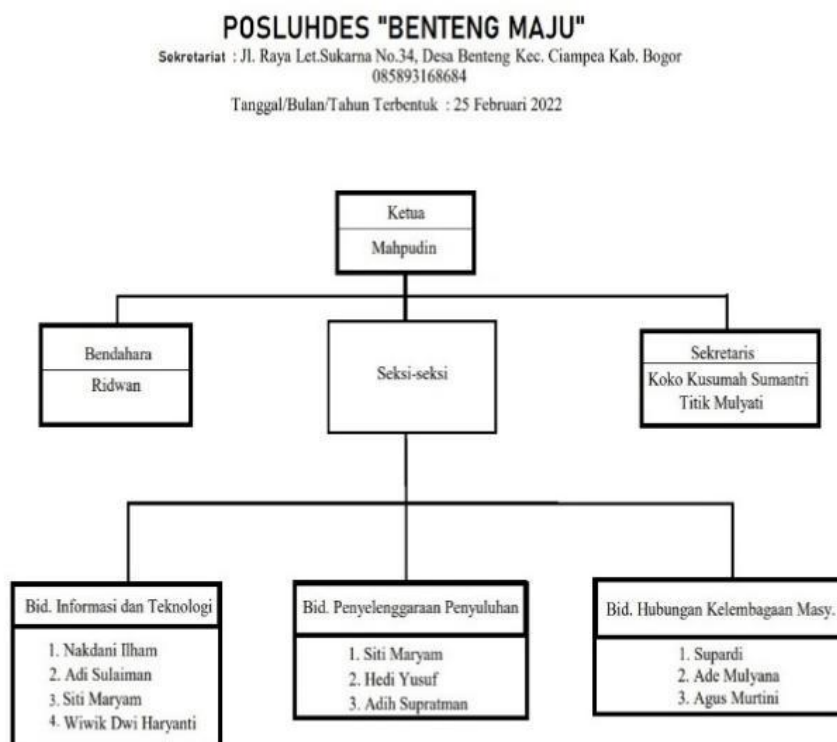 POSLUHDES "BENTENG MAJU"
Sekretariat : Jl. Raya Let.Sukarna No.34, Desa Benteng Kec. Ciampea Kab. Bogor
085893168684
Tanggal/Bulan/Tahun Terbentuk : 25 Februari 2022
Ketua
Mahpudin
Bendahara
Ridwan
Seksi-seksi
Sekretaris
Koko Kusumah Sumantri
Titik Mulyati
Bid. Informasi dan Teknologi
1. Nakdani Ilham
2. Adi Sulaiman
3. Siti Maryam
4. Wiwik Dwi Haryanti
Bid. Penyelenggaraan Penyuluhan
1. Siti Maryam
2. Hedi Yusuf
3. Adih Supratman
Bid. Hubungan Kelembagaan Masy.
1. Supardi
2. Ade Mulyana
3. Agus Murtini